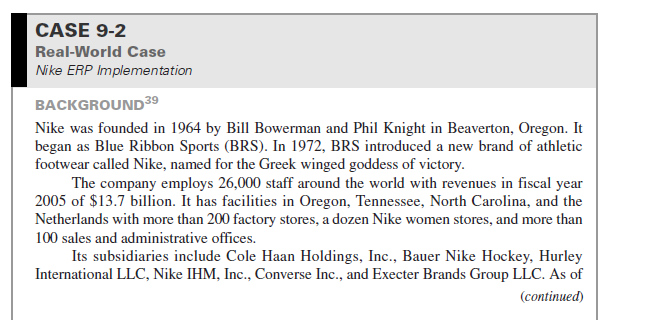 CASE 9-2
Real-World Case
Nike ERP Implementation
BACKGROUND39
Nike was founded in 1964 by Bill Bowerman and Phil Knight in Beaverton, Oregon. It
began as Blue Ribbon Sports (BRS). In 1972, BRS introduced a new brand of athletic
footwear called Nike, named for the Greek winged goddess of victory.
The company employs 26,000 staff around the world with revenues in fiscal year
2005 of $13.7 billion. It has facilities in Oregon, Tennessee, North Carolina, and the
Netherlands with more than 200 factory stores, a dozen Nike women stores, and more than
100 sales and administrative offices.
Its subsidiaries include Cole Haan Holdings, Inc., Bauer Nike Hockey, Hurley
International LLC, Nike IHM, Inc., Converse Inc., and Execter Brands Group LLC. As of
(continued)